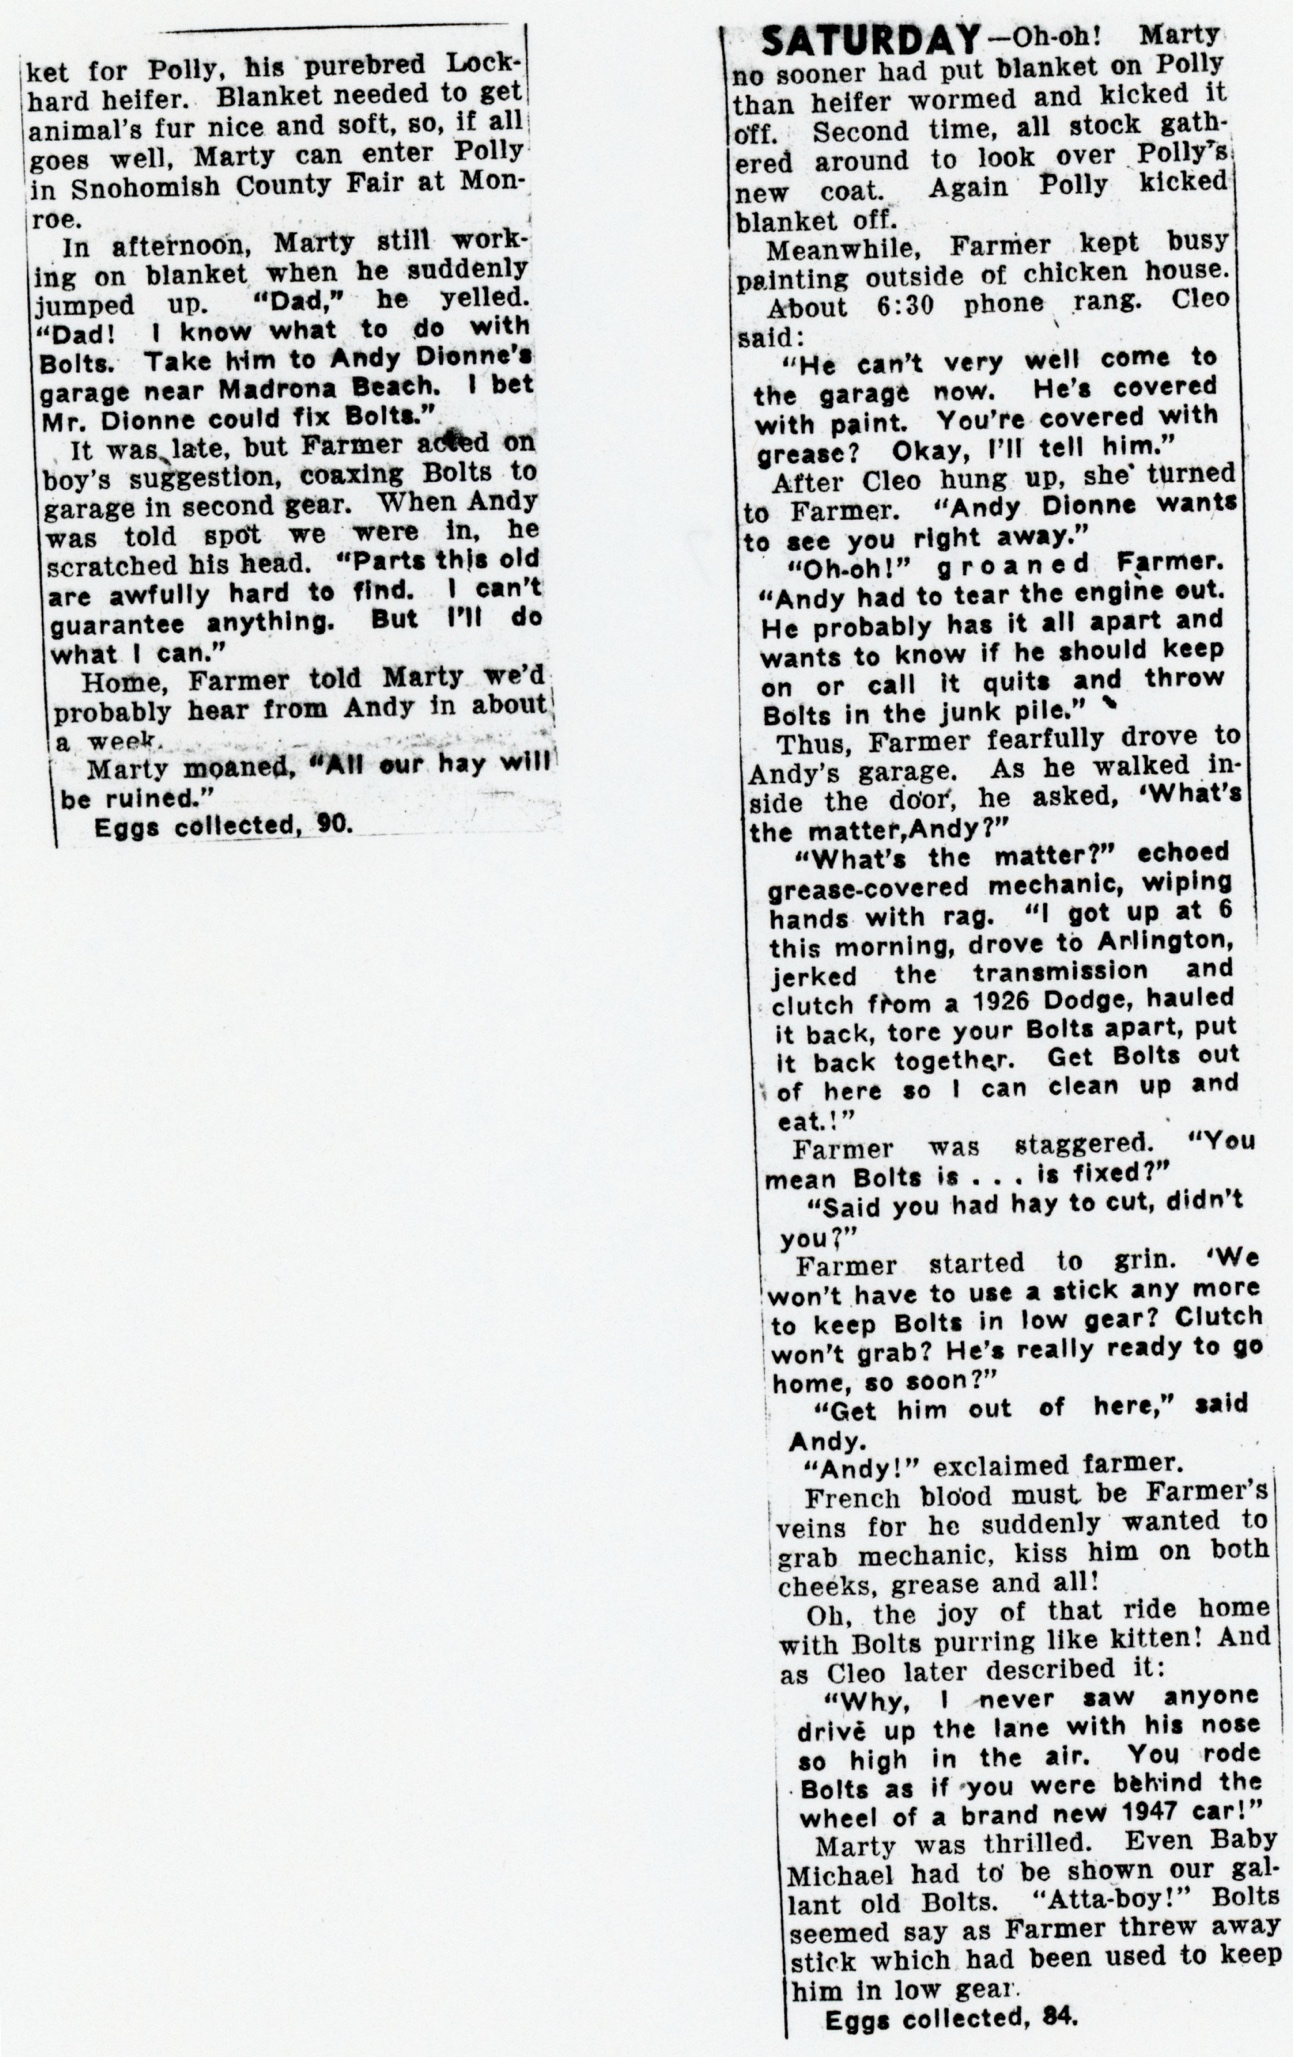 ket for Polly, his purebred Lock-
hard heifer. Blanket needed to get
animal's fur nice and soft, so, if all
goes well, Marty can enter Polly
in Snohomish County Fair at Mon-
roe.
In afternoon, Marty still work-
ing on blanket when he suddenly
jumped up. "Dad," he yelled.
"Dad! I know what to do with
Bolts. Take him to Andy Dionne's
garage near Madrona Beach. I bet
Mr. Dionne could fix Bolts."
It was late, but Farmer acted on
boy's suggestion, coaxing Bolts to
garage in second gear. When Andy
was told spot we were in, he
scratched his head. "Parts this old
are awfully hard to find. I can't
guarantee anything. But I'll do
what I can."
Home, Farmer told Marty we'd
probably hear from Andy in about
a week.
Marty moaned, "All our hay will
be ruined."
Eggs collected, 90.
SATURDAY—Oh-oh! Marty
no sooner had put blanket on Polly
than heifer wormed and kicked it
off. Second time, all stock gath-
ered around to look over Polly's
new coat. Again Polly kicked
blanket off.
Meanwhile, Farmer kept busy
painting outside of chicken house.
About 6:30 phone rang. Cleo
said:
"He can't very well come to
the garage now. He's covered
with paint. You're covered with
grease? Okay, I'll tell him."
After Cleo hung up, she turned
to Farmer. "Andy Dionne wants
to see you right away."
"Oh-oh!" groaned Farmer.
"Andy had to tear the engine out.
He probably has it all apart and
wants to know if he should keep
on or call it quits and throw
Bolts in the junk pile."
Thus, Farmer fearfully drove to
Andy's garage. As he walked in-
side the door, he asked, 'What's
the matter,Andy?"
"What's the matter?" echoed
grease-covered mechanic, wiping
hands with rag. "I got up at 6
this morning, drove to Arlington,
jerked the transmission and
clutch from a 1926 Dodge, hauled
it back, tore your Bolts apart, put
it back together. Get Bolts out
of here so I can clean up and
eat.!"
Farmer was staggered. "You
mean Bolts is . . . is fixed?"
"Said you had hay to cut, didn't
you?"
Farmer started to grin. 'We
won't have to use a stick any more
to keep Bolts in low gear? Clutch
won't grab? He's really ready to go
home, so soon?"
"Get him out of here," said
Andy.
"Andy!" exclaimed farmer.
French blood must be Farmer's
veins for he suddenly wanted to
grab mechanic, kiss him on both
cheeks, grease and all!
Oh, the joy of that ride home
with Bolts purring like kitten! And
as Cleo later described it:
"Why, I never saw anyone
drive up the lane with his nose
so high in the air. You rode
Bolts as if you were behind the
wheel of a brand new 1947 car!"
Marty was thrilled. Even Baby
Michael had to be shown our gal-
lant old Bolts. "Atta-boy!" Bolts
seemed say as Farmer threw away
stick which had been used to keep
him in low gear.
Eggs collected, 84.